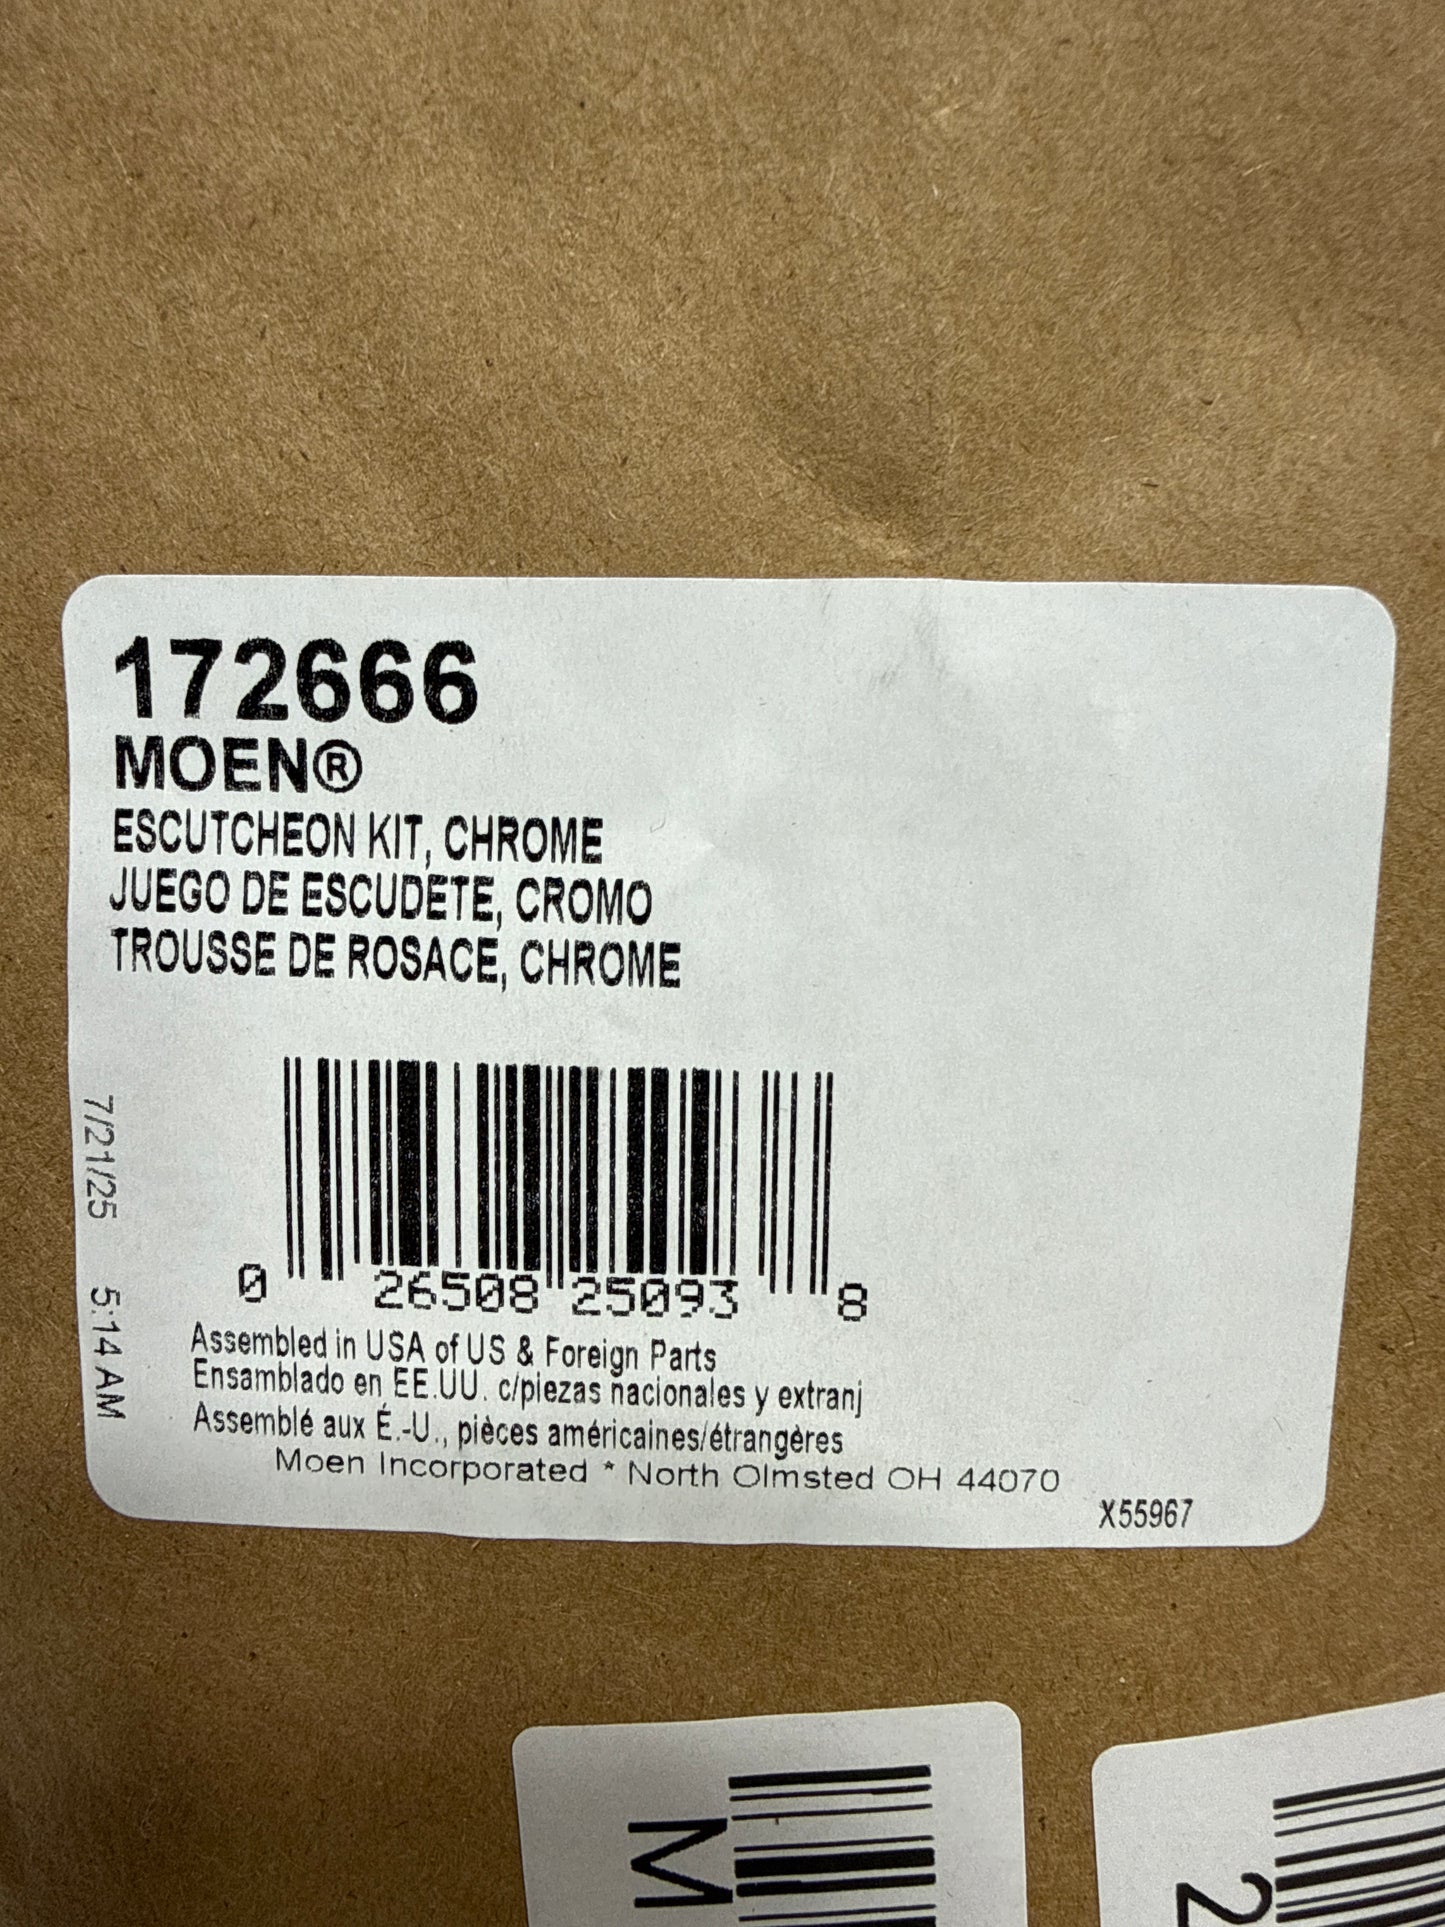 172666
MOEN®
ESCUTCHEON KIT, CHROME
JUEGO DE ESCUDETE, CROMO
TROUSSE DE ROSACE, CHROME
7/21/25 5:14 AM
0 26508 25093 8
Assembled in USA of US & Foreign Parts
Ensamblado en EE.UU. c/piezas nacionales y extranj
Assemblé aux É.-U., pièces américaines/étrangères
Moen Incorporated * North Olmsted OH 44070
X55967
M
2